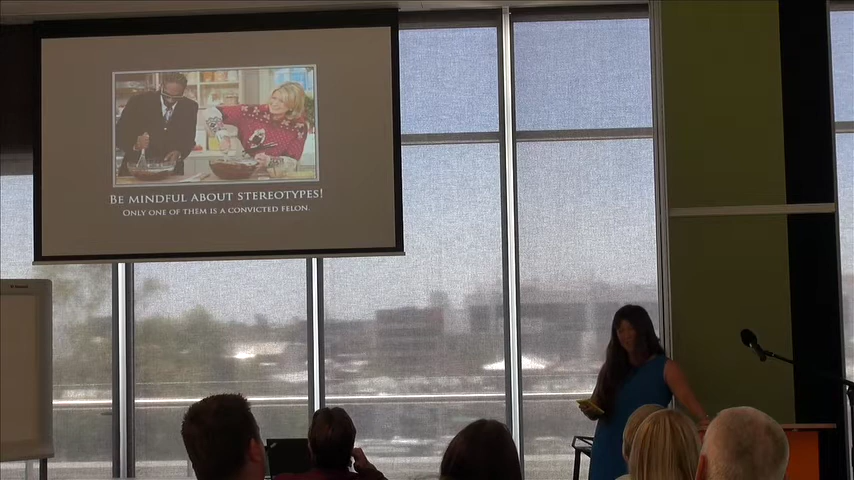 BE MINDFUL ABOUT STEREOTYPES!
ONLY ONE OF THEM IS A CONVICTED FELON.